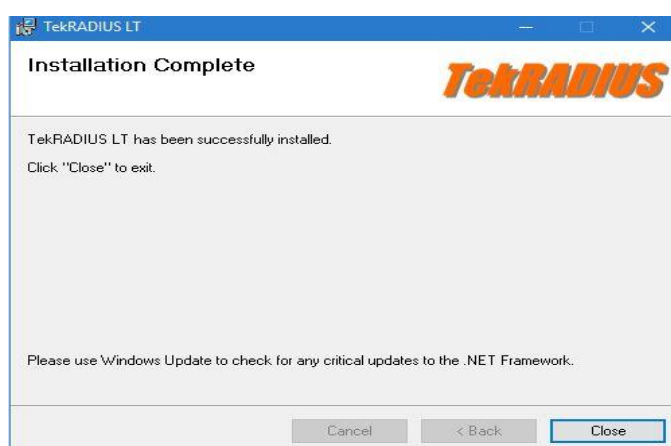 TekRADIUS LT
Installation Complete
TekRADIUS
TekRADIUS LT has been successfully installed.
Click "Close" to exit.
Please use Windows Update to check for any critical updates to the .NET Framework.
Cancel
< Back
Close